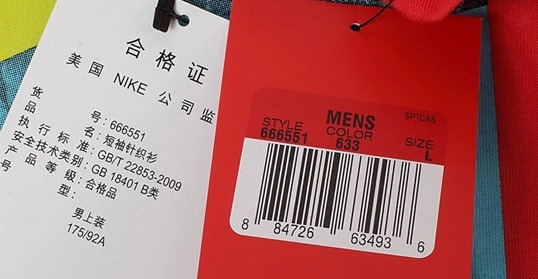 合格证
美国 NIKE 公司监
货 号:666551
品 名:短袖针织衫
执行标准:GB/T 22853-2009
安全技术类别:GB 18401 B类
产品等级:合格品
型:
男上装
175/92A
SPTCAS
MENS
STYLE COLOR SIZE
666551 633 L
8 84726 63493 6